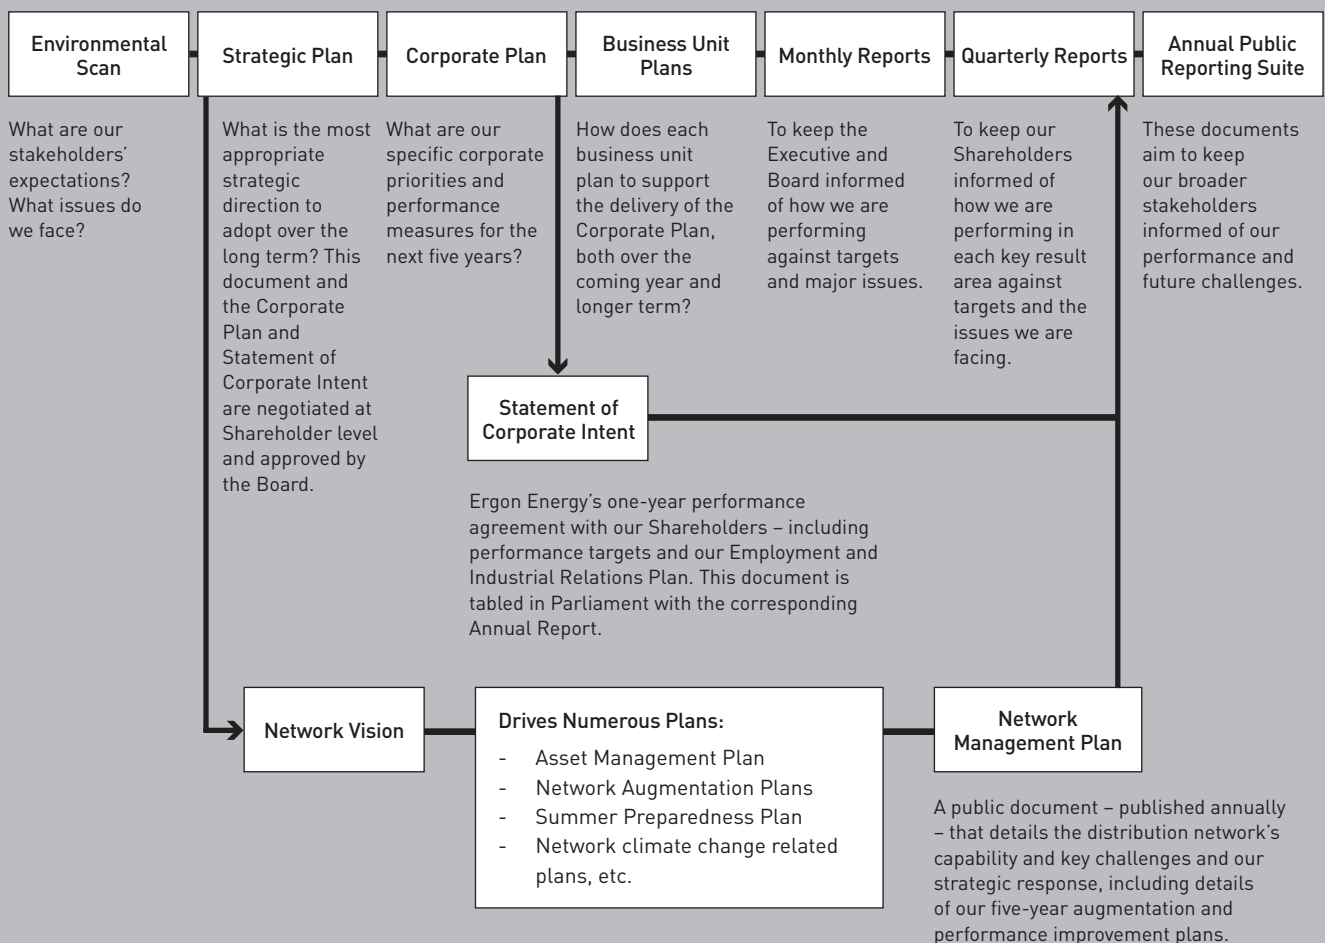 Environmental
Scan
Strategic Plan
Corporate Plan
Business Unit
Plans
Monthly Reports
Quarterly Reports
Annual Public
Reporting Suite
What are our
stakeholders’
expectations?
What issues do
we face?
What is the most
appropriate
strategic
direction to
adopt over the
long term? This
document and
the Corporate
Plan and
Statement of
Corporate Intent
are negotiated at
Shareholder level
and approved by
the Board.
What are our
specific corporate
priorities and
performance
measures for the
next five years?
How does each
business unit
plan to support
the delivery of the
Corporate Plan,
both over the
coming year and
longer term?
To keep the
Executive and
Board informed
of how we are
performing
against targets
and major issues.
To keep our
Shareholders
informed of
how we are
performing in
each key result
area against
targets and the
issues we are
facing.
These documents
aim to keep
our broader
stakeholders
informed of our
performance and
future challenges.
Statement of
Corporate Intent
Ergon Energy’s one-year performance
agreement with our Shareholders – including
performance targets and our Employment and
Industrial Relations Plan. This document is
tabled in Parliament with the corresponding
Annual Report.
Network Vision
Drives Numerous Plans:
- Asset Management Plan
- Network Augmentation Plans
- Summer Preparedness Plan
- Network climate change related
plans, etc.
Network
Management Plan
A public document – published annually
– that details the distribution network’s
capability and key challenges and our
strategic response, including details
of our five-year augmentation and
performance improvement plans.